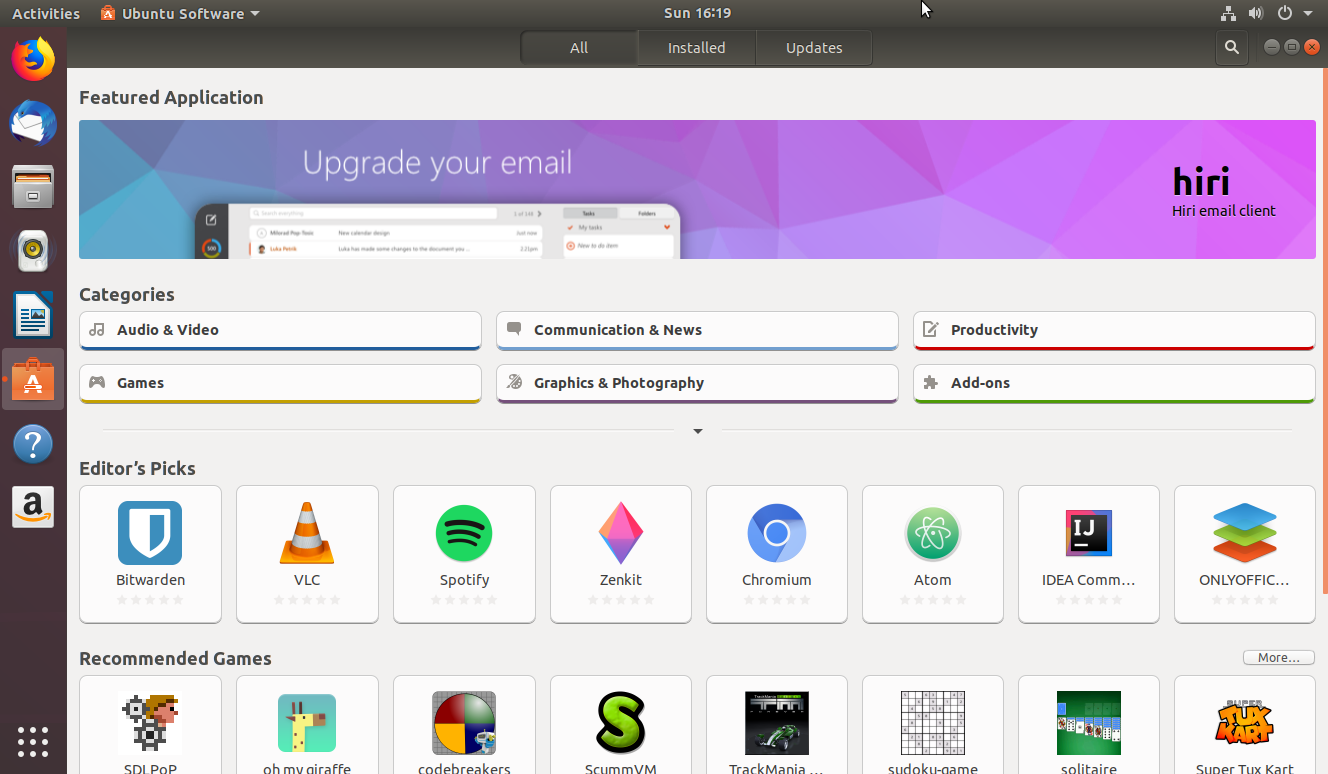 Activities Ubuntu Software Sun 16:19
All Installed Updates
Featured Application
Upgrade your email
hiri
Hiri email client
Search everything
1 of 146
Tasks Folders
My tasks
New to do item
Milorad Pop-Tosic New calendar design Just now
Luka Petrik Luka has made some changes to the document you ... 2:21pm
500
Categories
Audio & Video Communication & News Productivity
Games Graphics & Photography Add-ons
Editor’s Picks
IJ
Bitwarden VLC Spotify Zenkit Chromium Atom IDEA Comm… ONLYOFFIC…
Recommended Games More…
SUPER
TUX
KART
SDLPoP oh my giraffe codebreakers ScummVM TrackMania … sudoku-game solitaire Super Tux Kart